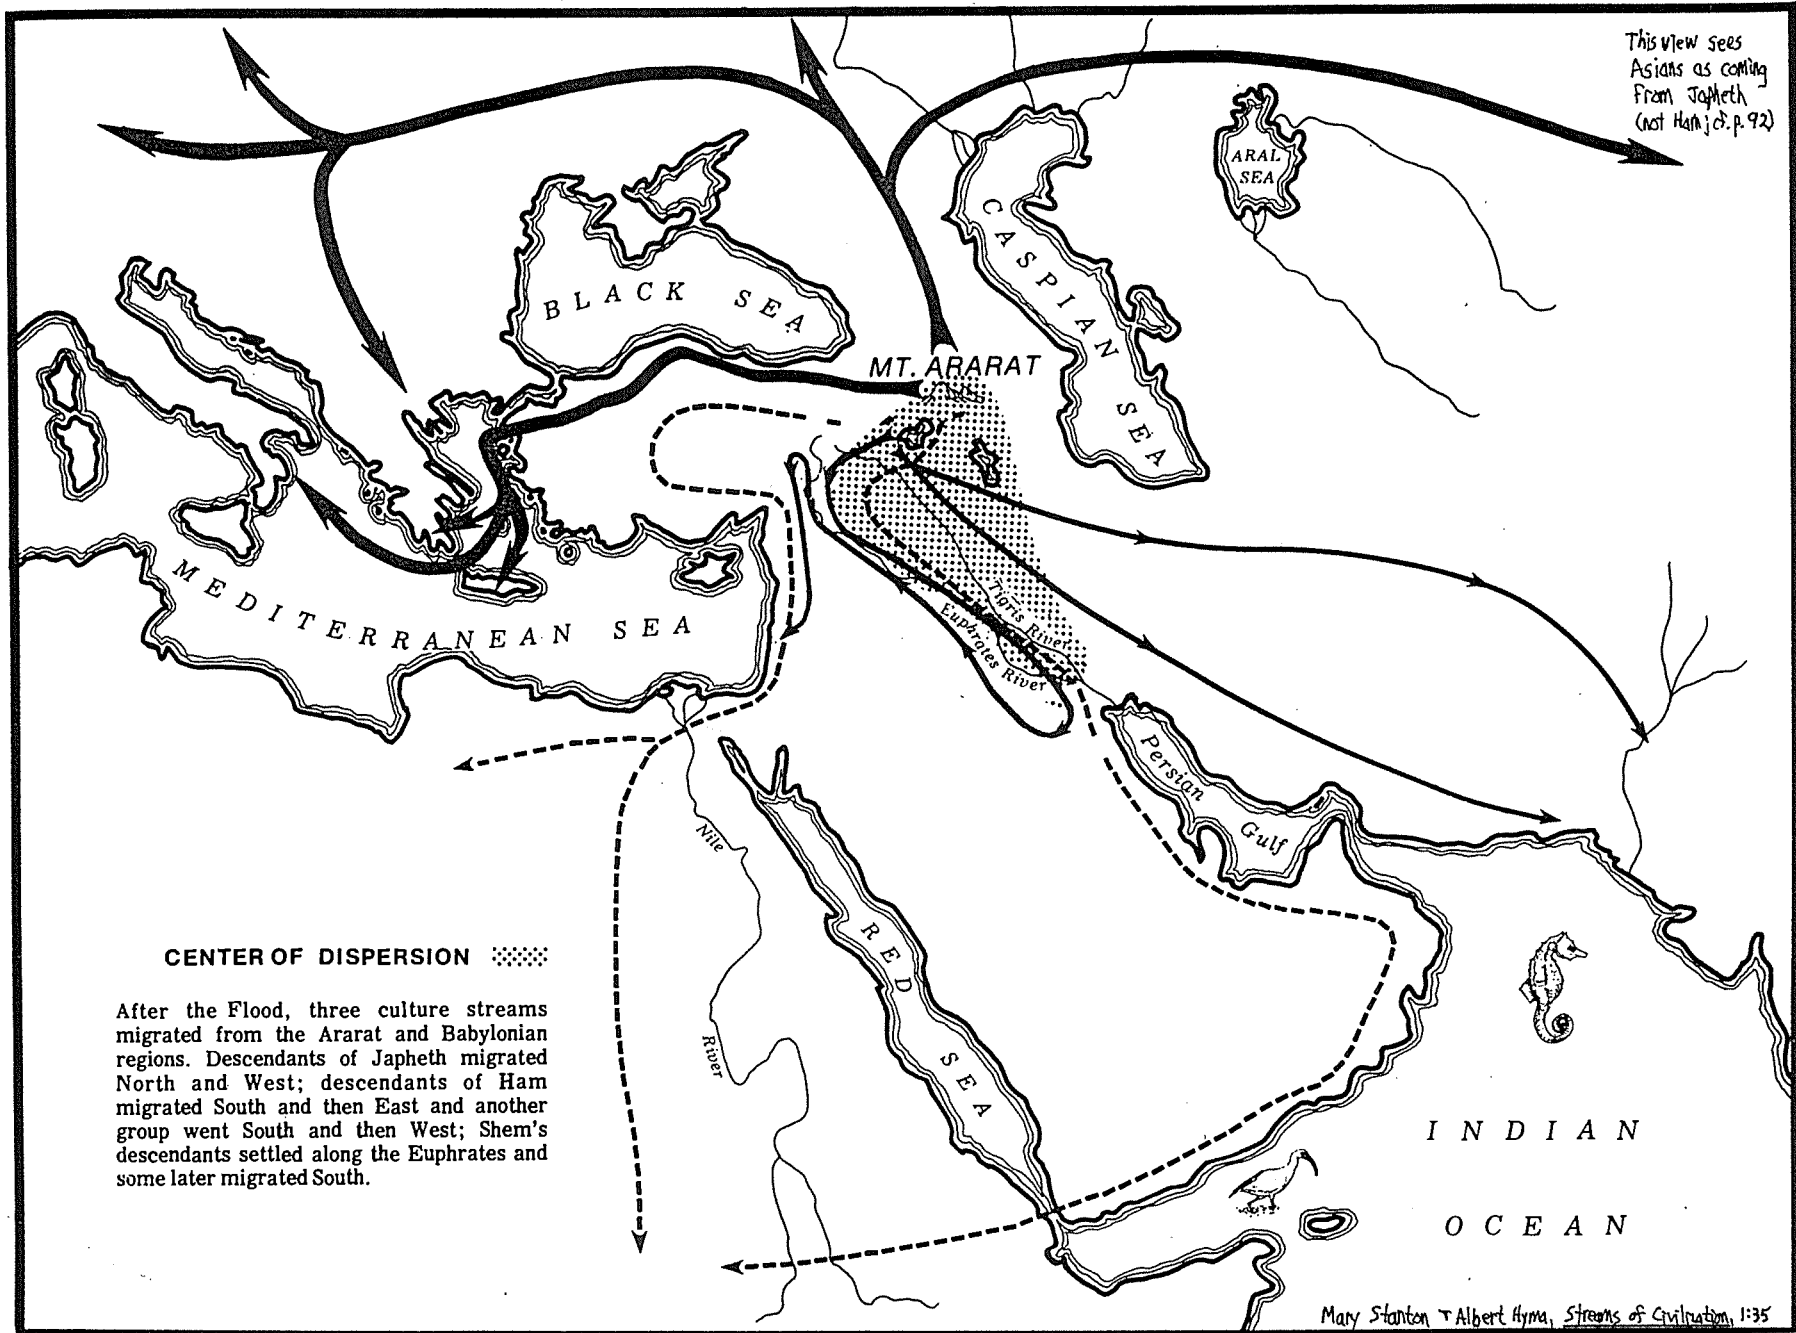 This view sees
Asians as coming
from Japheth
(not Ham; cf. p. 92)
ARAL
SEA
CASPIAN SEA
BLACK SEA
MT. ARARAT
MEDITERRANEAN SEA
Tigris River
Euphrates River
Persian
Gulf
Nile
River
RED
SEA
CENTER OF DISPERSION
After the Flood, three culture streams
migrated from the Ararat and Babylonian
regions. Descendants of Japheth migrated
North and West; descendants of Ham
migrated South and then East and another
group went South and then West; Shem's
descendants settled along the Euphrates and
some later migrated South.
INDIAN
OCEAN
Mary Stanton + Albert Hyma, Streams of Civilization, 1:35